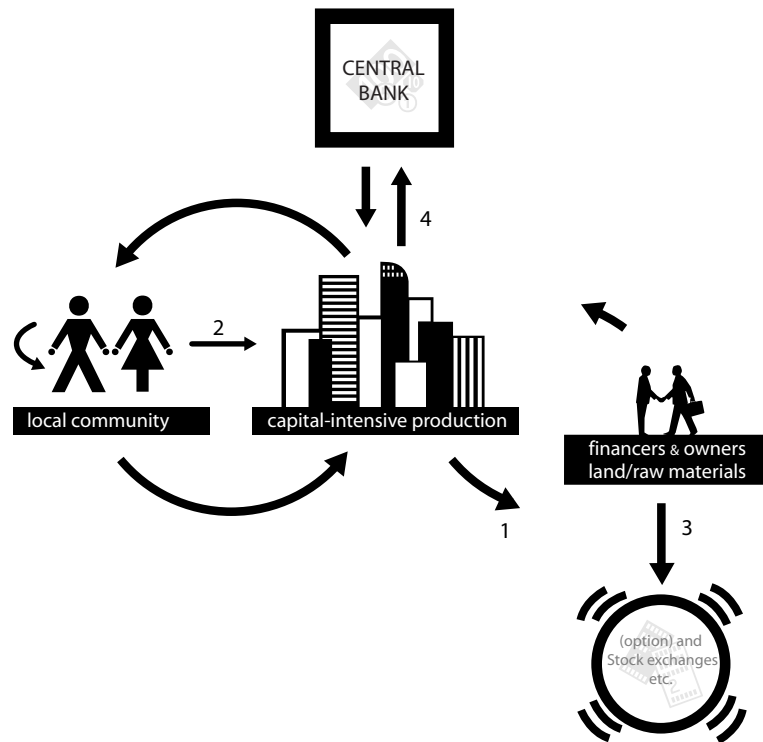 CENTRAL
BANK
4
2
local community
capital-intensive production
financers & owners
land/raw materials
1
3
(option) and
Stock exchanges
etc.
2